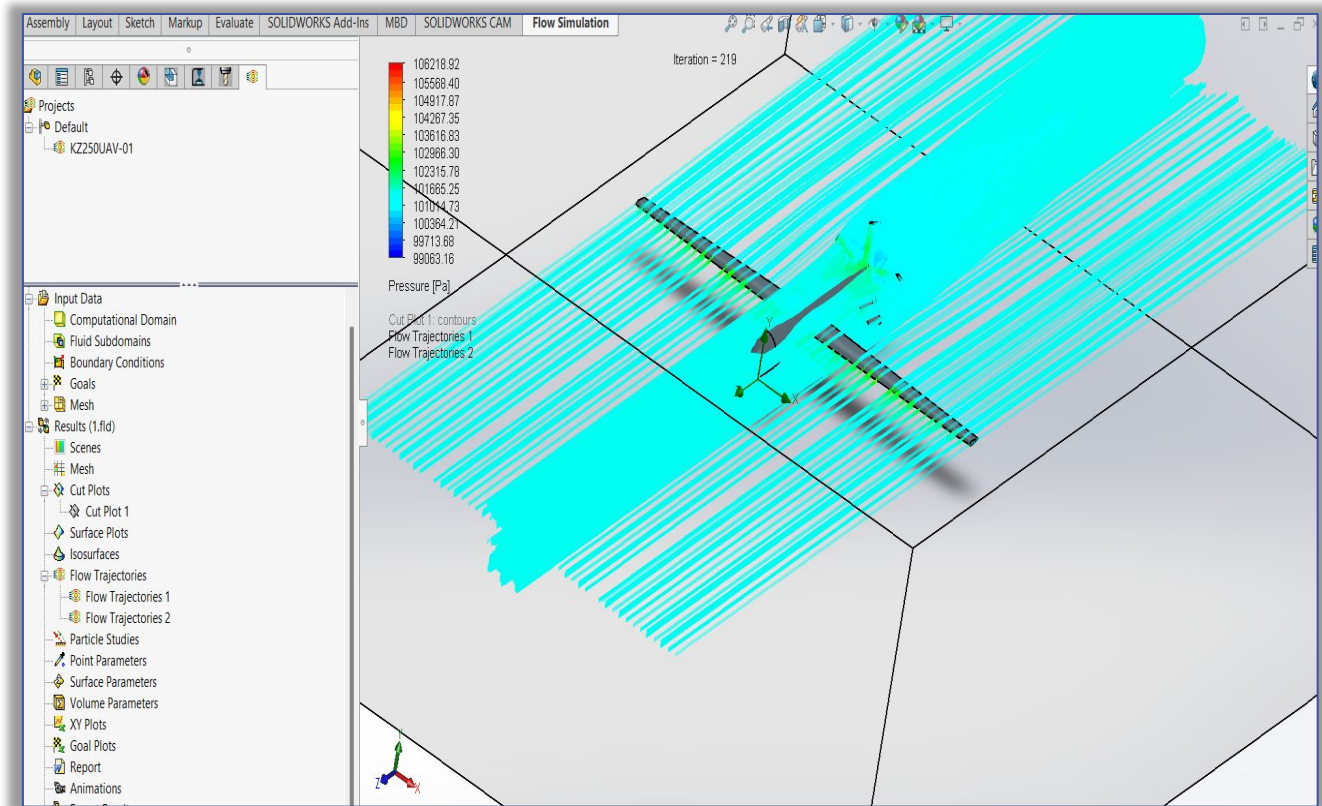 Assembly Layout Sketch Markup Evaluate SOLIDWORKS Add-Ins MBD SOLIDWORKS CAM Flow Simulation
Projects
Default
KZ250UAV-01
Input Data
Computational Domain
Fluid Subdomains
Boundary Conditions
Goals
Mesh
Results (1.fld)
Scenes
Mesh
Cut Plots
Cut Plot 1
Surface Plots
Isosurfaces
Flow Trajectories
Flow Trajectories 1
Flow Trajectories 2
Particle Studies
Point Parameters
Surface Parameters
Volume Parameters
XY Plots
Goal Plots
Report
Animations
106218.92
105568.40
104917.87
104267.35
103616.83
102966.30
102315.78
101665.25
101014.73
100364.21
99713.68
99063.16
Pressure [Pa]
Cut Plot 1: contours
Flow Trajectories 1
Flow Trajectories 2
Iteration = 219
Y
X
Y
Z
X